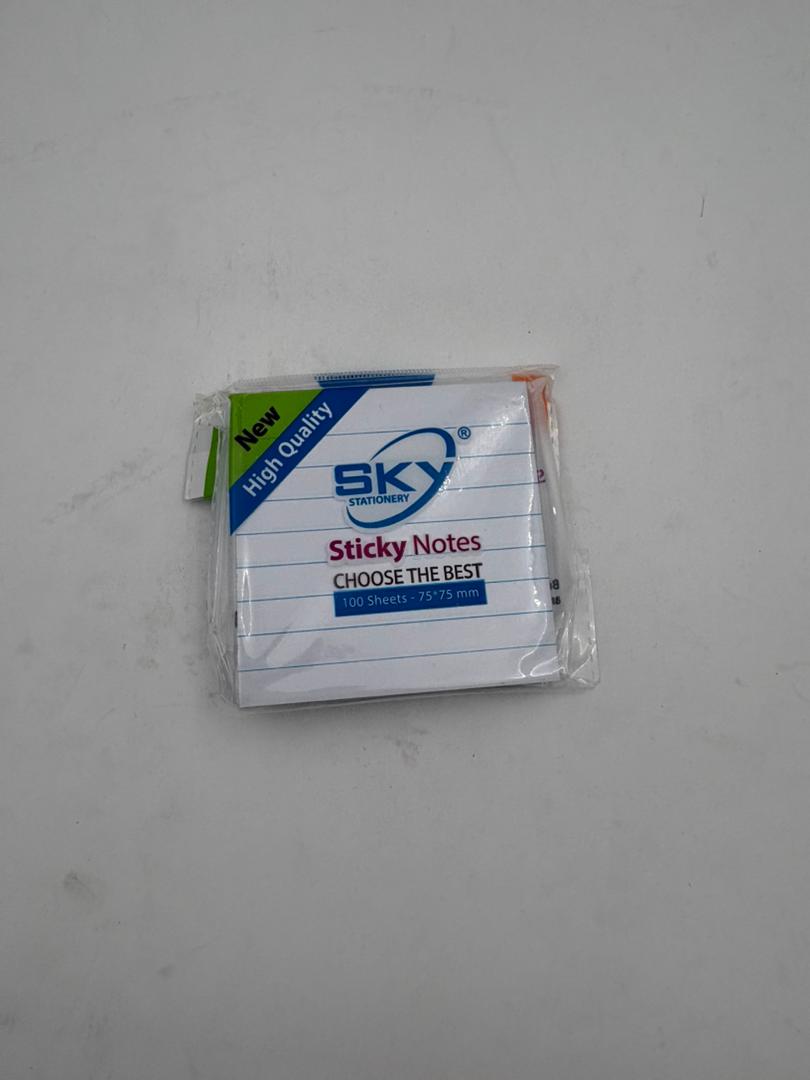 New
High Quality
SKY ®
STATIONERY
Sticky Notes
CHOOSE THE BEST
100 Sheets - 75*75 mm